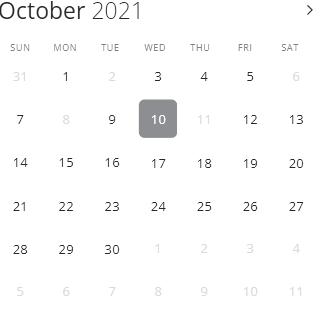 October 2021
SUN MON TUE WED THU FRI SAT
31 1 2 3 4 5 6
7 8 9 10 11 12 13
14 15 16 17 18 19 20
21 22 23 24 25 26 27
28 29 30 1 2 3 4
5 6 7 8 9 10 11